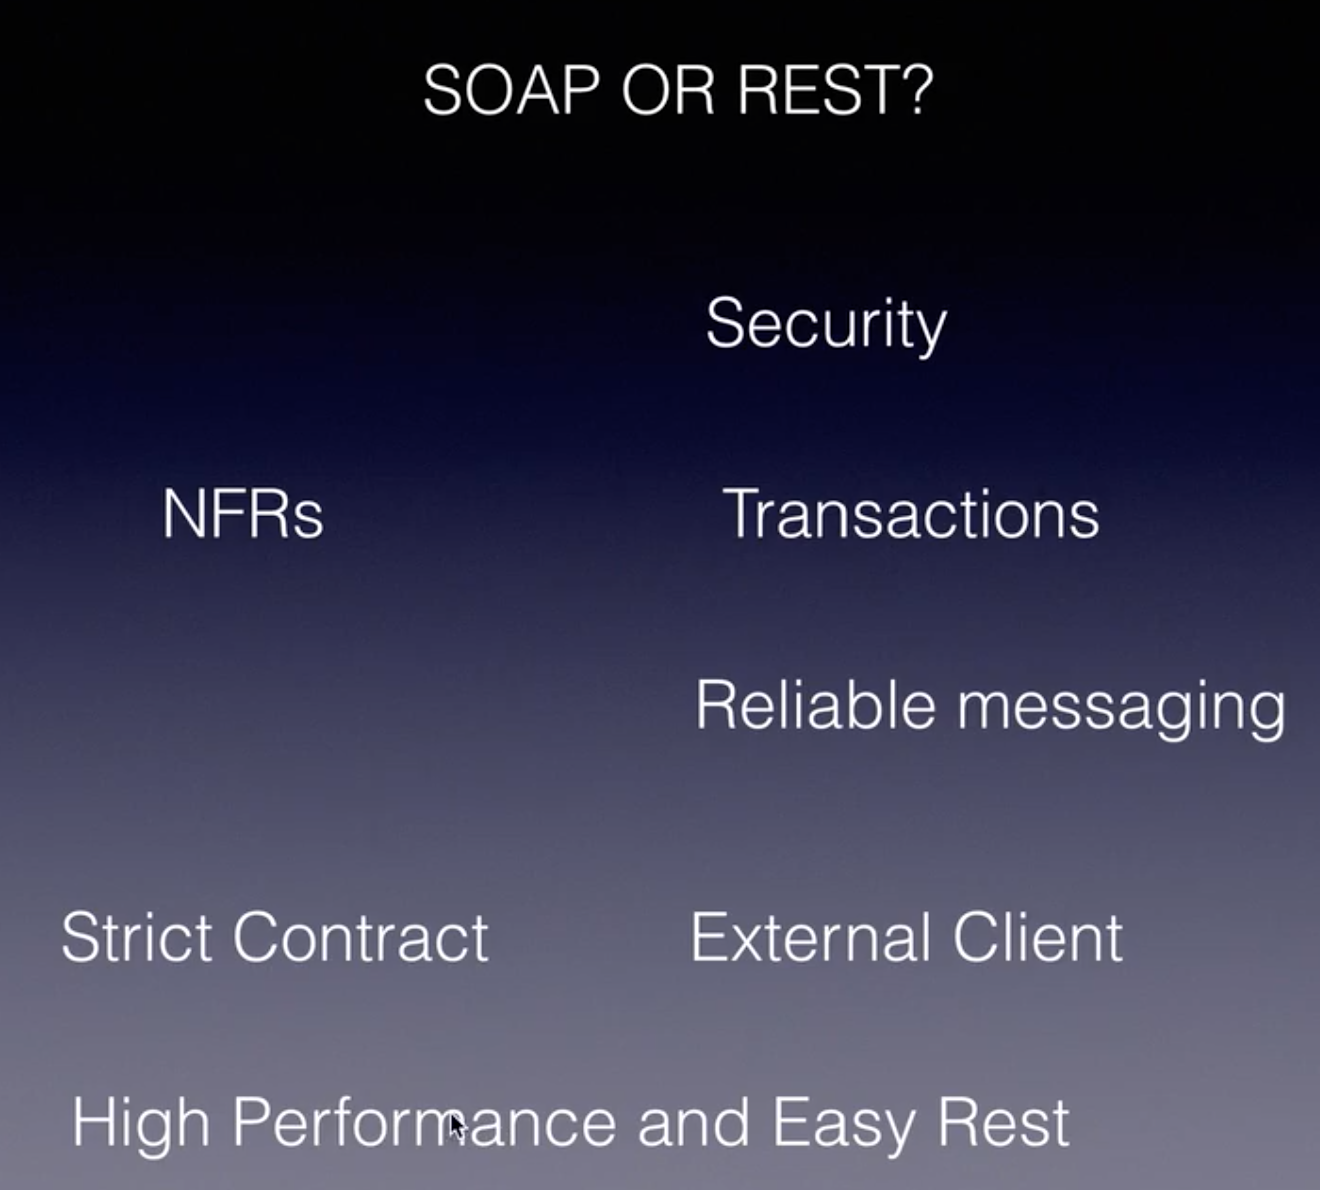 SOAP OR REST?
Security
NFRs Transactions
Reliable messaging
Strict Contract External Client
High Performance and Easy Rest